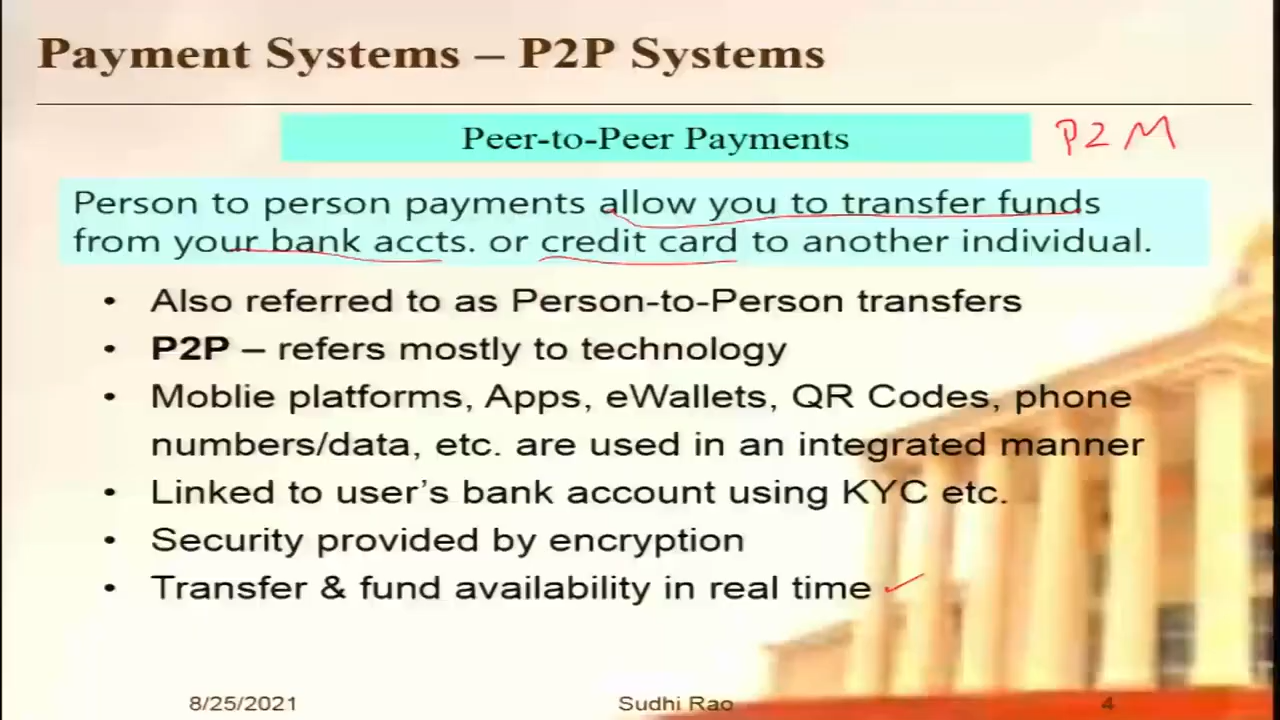 Payment Systems – P2P Systems
Peer-to-Peer Payments
P2M
Person to person payments allow you to transfer funds
from your bank accts. or credit card to another individual.
• Also referred to as Person-to-Person transfers
• P2P – refers mostly to technology
• Moblie platforms, Apps, eWallets, QR Codes, phone
numbers/data, etc. are used in an integrated manner
• Linked to user's bank account using KYC etc.
• Security provided by encryption
• Transfer & fund availability in real time
8/25/2021
Sudhi Rao
4